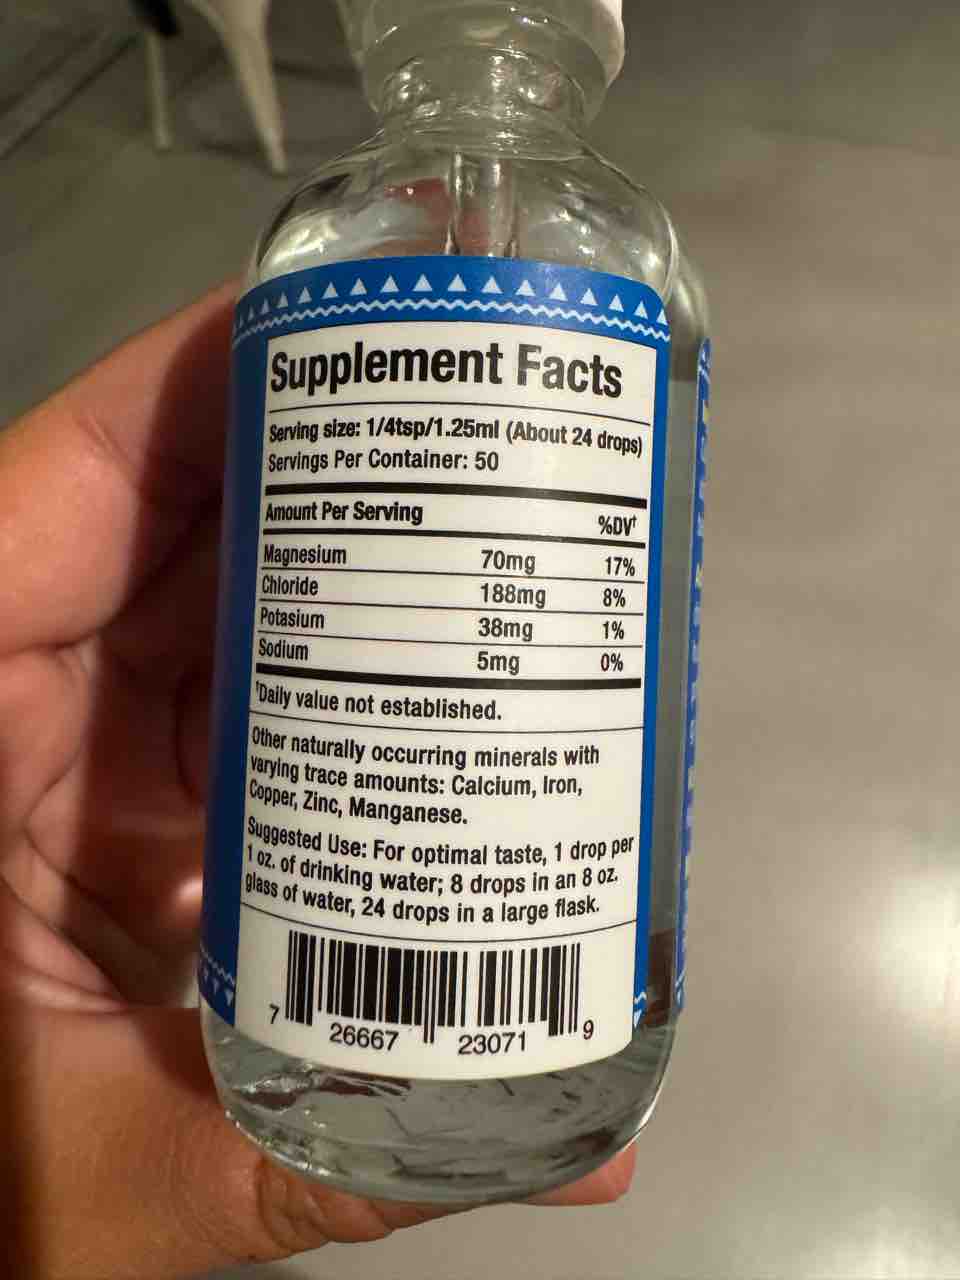 Supplement Facts
Serving size: 1/4tsp/1.25ml (About 24 drops)
Servings Per Container: 50
Amount Per Serving %DV†
Magnesium 70mg 17%
Chloride 188mg 8%
Potasium 38mg 1%
Sodium 5mg 0%
†Daily value not established.
Other naturally occurring minerals with
varying trace amounts: Calcium, Iron,
Copper, Zinc, Manganese.
Suggested Use: For optimal taste, 1 drop per
1 oz. of drinking water; 8 drops in an 8 oz.
glass of water, 24 drops in a large flask.
7 26667 23071 9